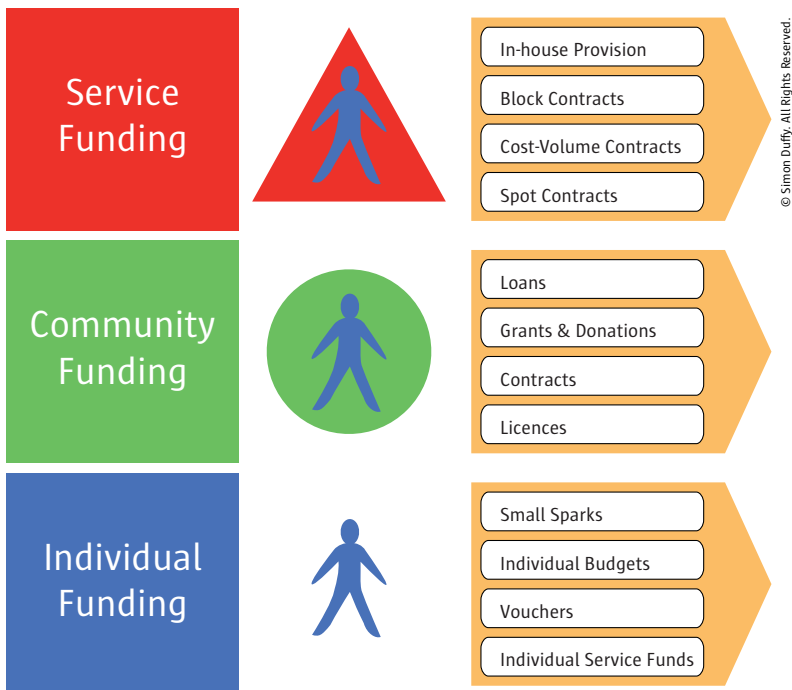 Service
Funding
In-house Provision
Block Contracts
Cost-Volume Contracts
Spot Contracts
Community
Funding
Loans
Grants & Donations
Contracts
Licences
Individual
Funding
Small Sparks
Individual Budgets
Vouchers
Individual Service Funds
© Simon Duffy. All Rights Reserved.